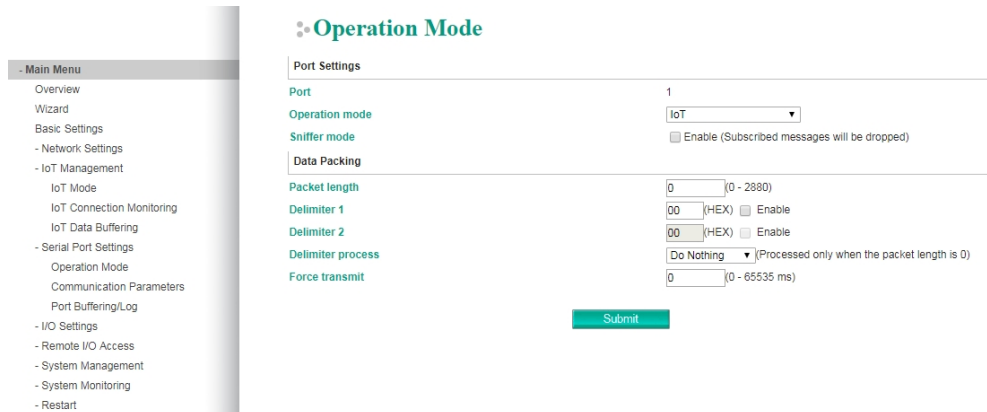 Operation Mode
- Main Menu
Overview
Wizard
Basic Settings
- Network Settings
- IoT Management
IoT Mode
IoT Connection Monitoring
IoT Data Buffering
- Serial Port Settings
Operation Mode
Communication Parameters
Port Buffering/Log
- I/O Settings
- Remote I/O Access
- System Management
- System Monitoring
- Restart
Port Settings
Port 1
Operation mode IoT
Sniffer mode Enable (Subscribed messages will be dropped)
Data Packing
Packet length 0 (0 - 2880)
Delimiter 1 00 (HEX) Enable
Delimiter 2 00 (HEX) Enable
Delimiter process Do Nothing (Processed only when the packet length is 0)
Force transmit 0 (0 - 65535 ms)
Submit